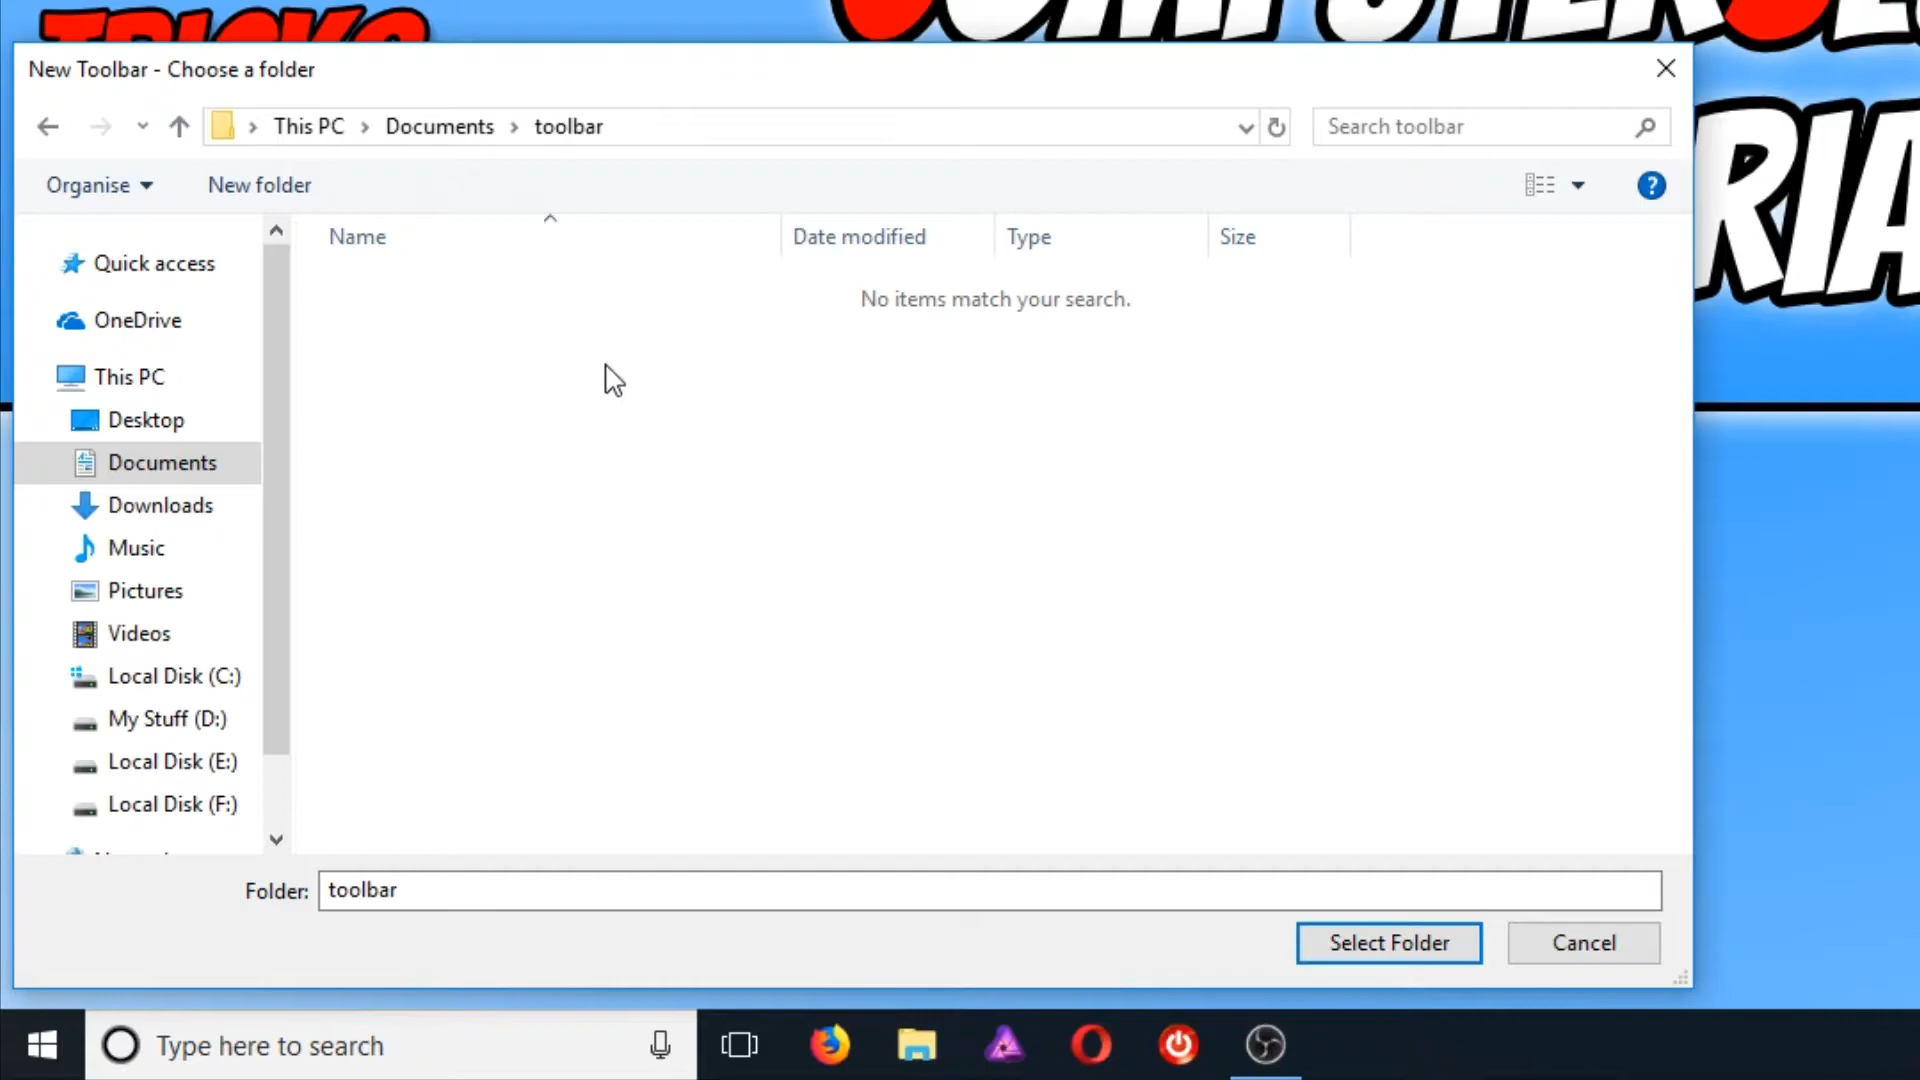 New Toolbar - Choose a folder
This PC > Documents > toolbar
Search toolbar
Organise
New folder
?
Name
Date modified
Type
Size
No items match your search.
Quick access
OneDrive
This PC
Desktop
Documents
Downloads
Music
Pictures
Videos
Local Disk (C:)
My Stuff (D:)
Local Disk (E:)
Local Disk (F:)
Folder: toolbar
Select Folder
Cancel
Type here to search